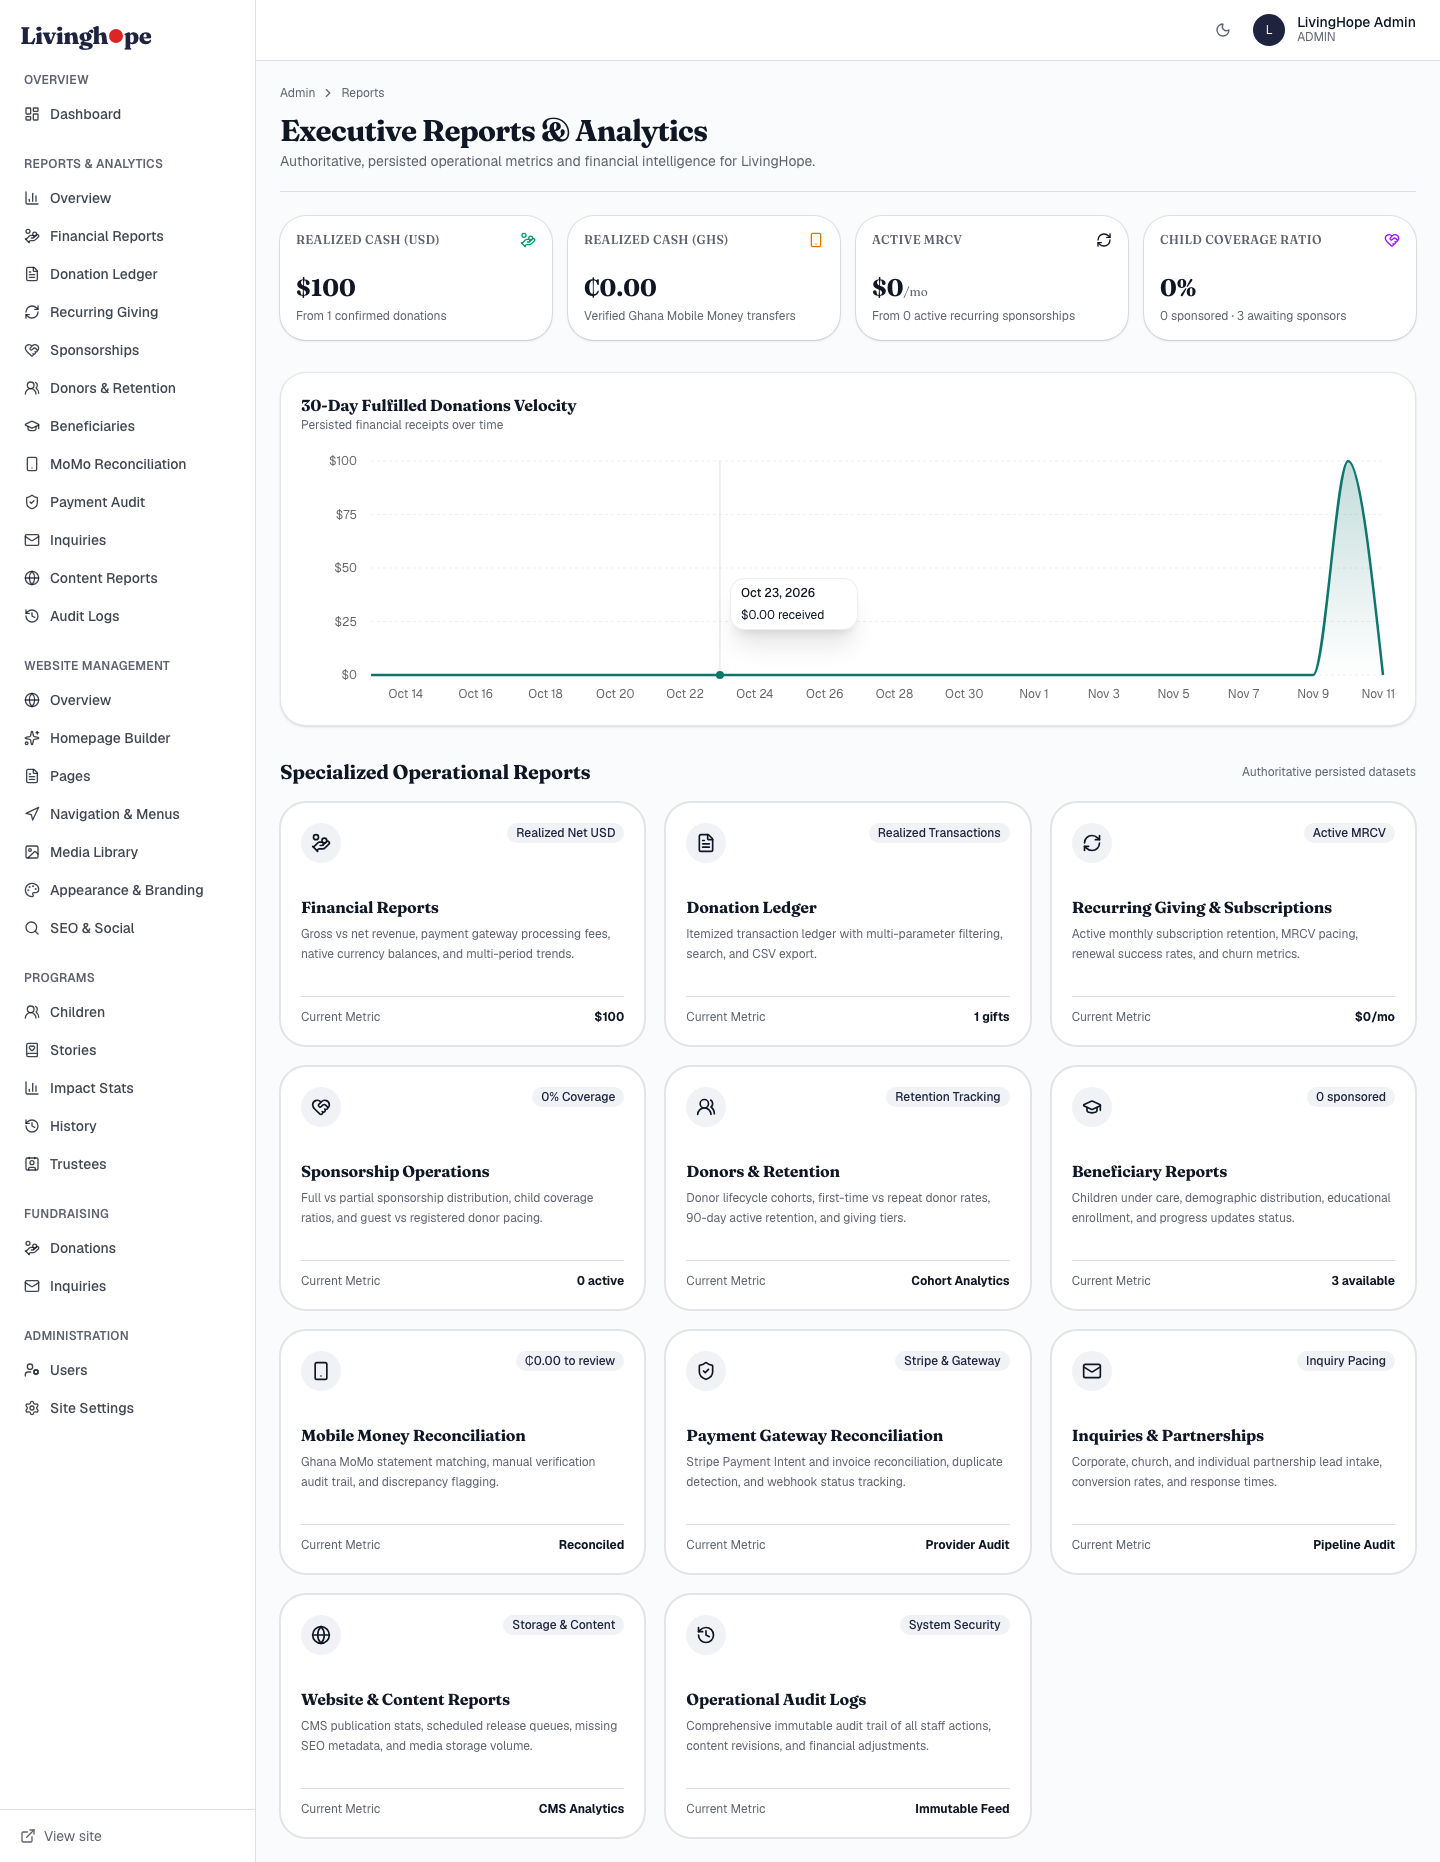 Livinghope
OVERVIEW
Dashboard
REPORTS & ANALYTICS
Overview
Financial Reports
Donation Ledger
Recurring Giving
Sponsorships
Donors & Retention
Beneficiaries
MoMo Reconciliation
Payment Audit
Inquiries
Content Reports
Audit Logs
WEBSITE MANAGEMENT
Overview
Homepage Builder
Pages
Navigation & Menus
Media Library
Appearance & Branding
SEO & Social
PROGRAMS
Children
Stories
Impact Stats
History
Trustees
FUNDRAISING
Donations
Inquiries
ADMINISTRATION
Users
Site Settings
View site
L
LivingHope Admin
ADMIN
Admin > Reports
Executive Reports & Analytics
Authoritative, persisted operational metrics and financial intelligence for LivingHope.
REALIZED CASH (USD)
$100
From 1 confirmed donations
REALIZED CASH (GHS)
₵0.00
Verified Ghana Mobile Money transfers
ACTIVE MRCV
$0/mo
From 0 active recurring sponsorships
CHILD COVERAGE RATIO
0%
0 sponsored · 3 awaiting sponsors
30-Day Fulfilled Donations Velocity
Persisted financial receipts over time
$100
$75
$50
$25
$0
Oct 23, 2026
$0.00 received
Oct 14 Oct 16 Oct 18 Oct 20 Oct 22 Oct 24 Oct 26 Oct 28 Oct 30 Nov 1 Nov 3 Nov 5 Nov 7 Nov 9 Nov 11
Specialized Operational Reports
Authoritative persisted datasets
Realized Net USD
Financial Reports
Gross vs net revenue, payment gateway processing fees,
native currency balances, and multi-period trends.
Current Metric $100
Realized Transactions
Donation Ledger
Itemized transaction ledger with multi-parameter filtering,
search, and CSV export.
Current Metric 1 gifts
Active MRCV
Recurring Giving & Subscriptions
Active monthly subscription retention, MRCV pacing,
renewal success rates, and churn metrics.
Current Metric $0/mo
0% Coverage
Sponsorship Operations
Full vs partial sponsorship distribution, child coverage
ratios, and guest vs registered donor pacing.
Current Metric 0 active
Retention Tracking
Donors & Retention
Donor lifecycle cohorts, first-time vs repeat donor rates,
90-day active retention, and giving tiers.
Current Metric Cohort Analytics
0 sponsored
Beneficiary Reports
Children under care, demographic distribution, educational
enrollment, and progress updates status.
Current Metric 3 available
₵0.00 to review
Mobile Money Reconciliation
Ghana MoMo statement matching, manual verification
audit trail, and discrepancy flagging.
Current Metric Reconciled
Stripe & Gateway
Payment Gateway Reconciliation
Stripe Payment Intent and invoice reconciliation, duplicate
detection, and webhook status tracking.
Current Metric Provider Audit
Inquiry Pacing
Inquiries & Partnerships
Corporate, church, and individual partnership lead intake,
conversion rates, and response times.
Current Metric Pipeline Audit
Storage & Content
Website & Content Reports
CMS publication stats, scheduled release queues, missing
SEO metadata, and media storage volume.
Current Metric CMS Analytics
System Security
Operational Audit Logs
Comprehensive immutable audit trail of all staff actions,
content revisions, and financial adjustments.
Current Metric Immutable Feed